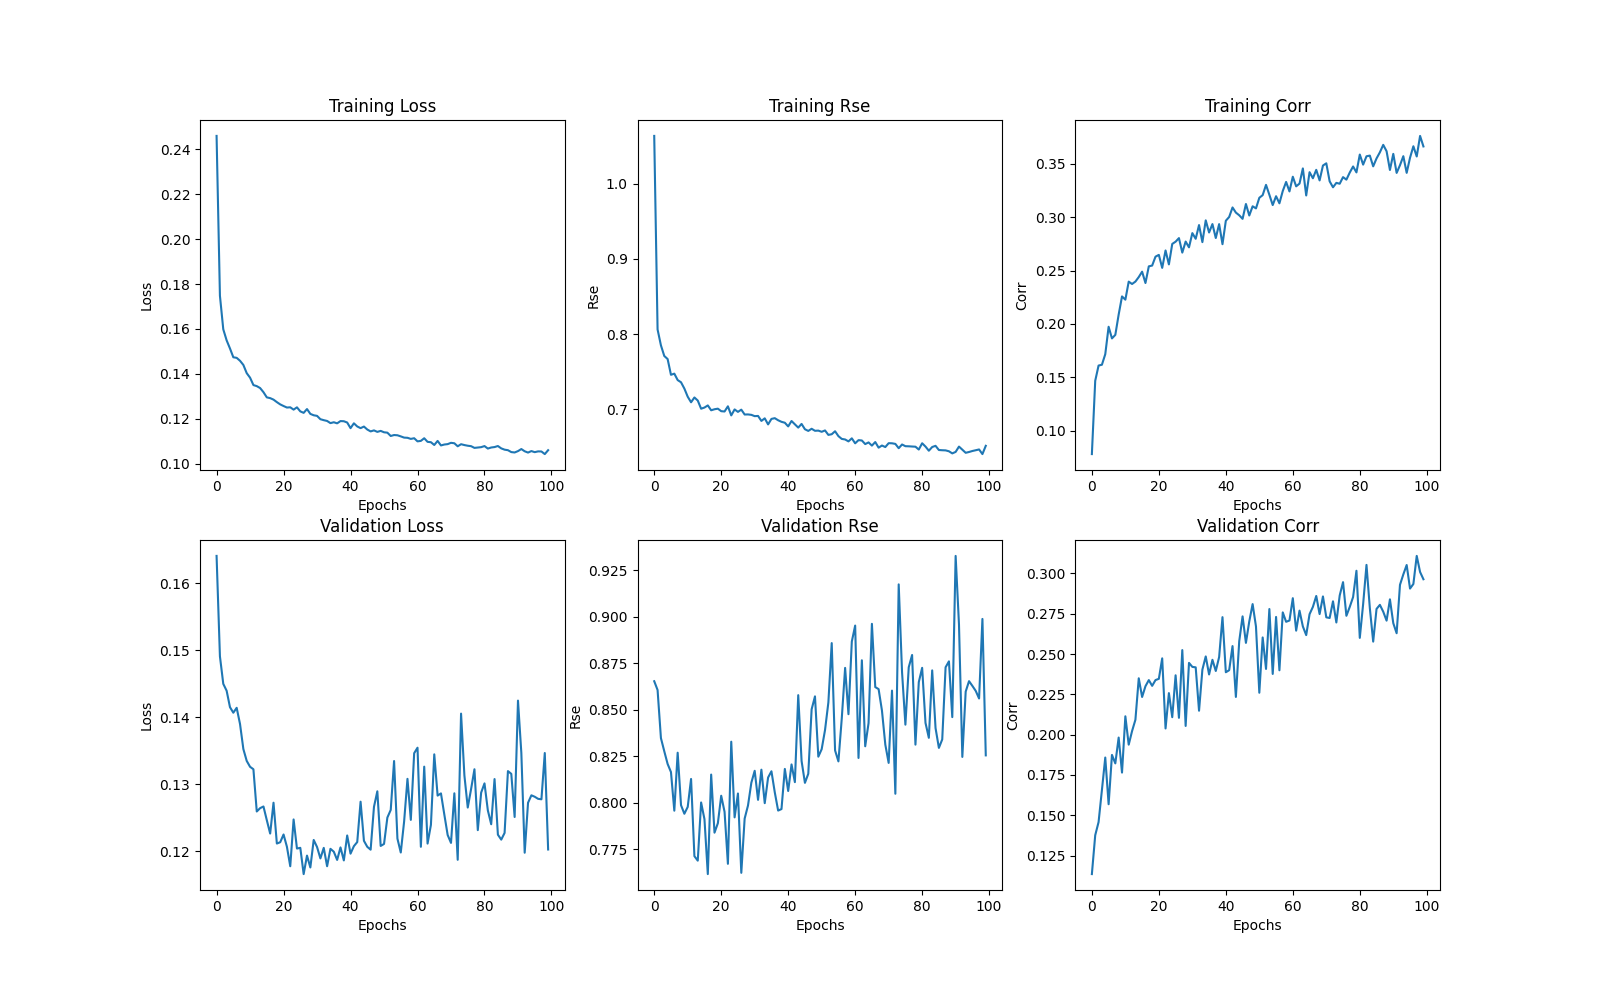 Training Loss
Loss
0.24
0.22
0.20
0.18
0.16
0.14
0.12
0.10
0 20 40 60 80 100
Epochs
Training Rse
Rse
1.0
0.9
0.8
0.7
0 20 40 60 80 100
Epochs
Training Corr
Corr
0.35
0.30
0.25
0.20
0.15
0.10
0 20 40 60 80 100
Epochs
Validation Loss
Loss
0.16
0.15
0.14
0.13
0.12
0 20 40 60 80 100
Epochs
Validation Rse
Rse
0.925
0.900
0.875
0.850
0.825
0.800
0.775
0 20 40 60 80 100
Epochs
Validation Corr
Corr
0.300
0.275
0.250
0.225
0.200
0.175
0.150
0.125
0 20 40 60 80 100
Epochs